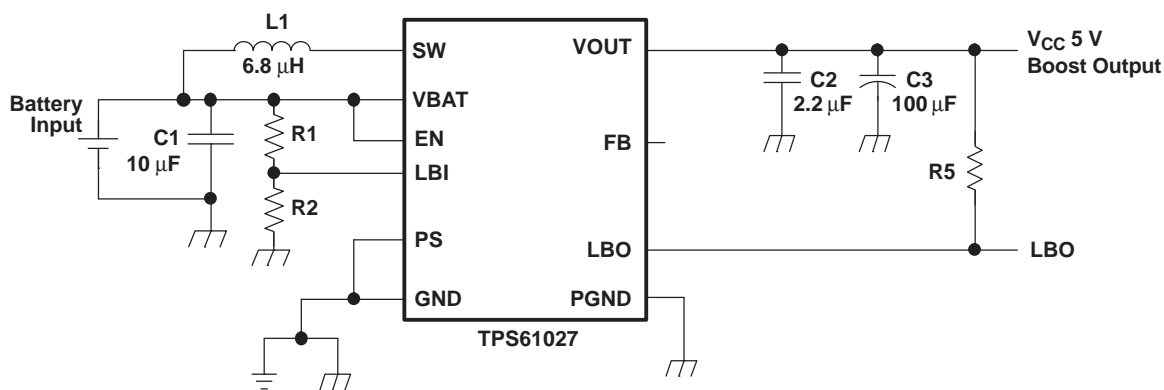 L1
6.8 μH
SW
VOUT
V_CC 5 V
Boost Output
Battery
Input
C1
10 μF
R1
VBAT
EN
LBI
R2
C2
2.2 μF
C3
100 μF
FB
R5
PS
GND
LBO
LBO
PGND
TPS61027